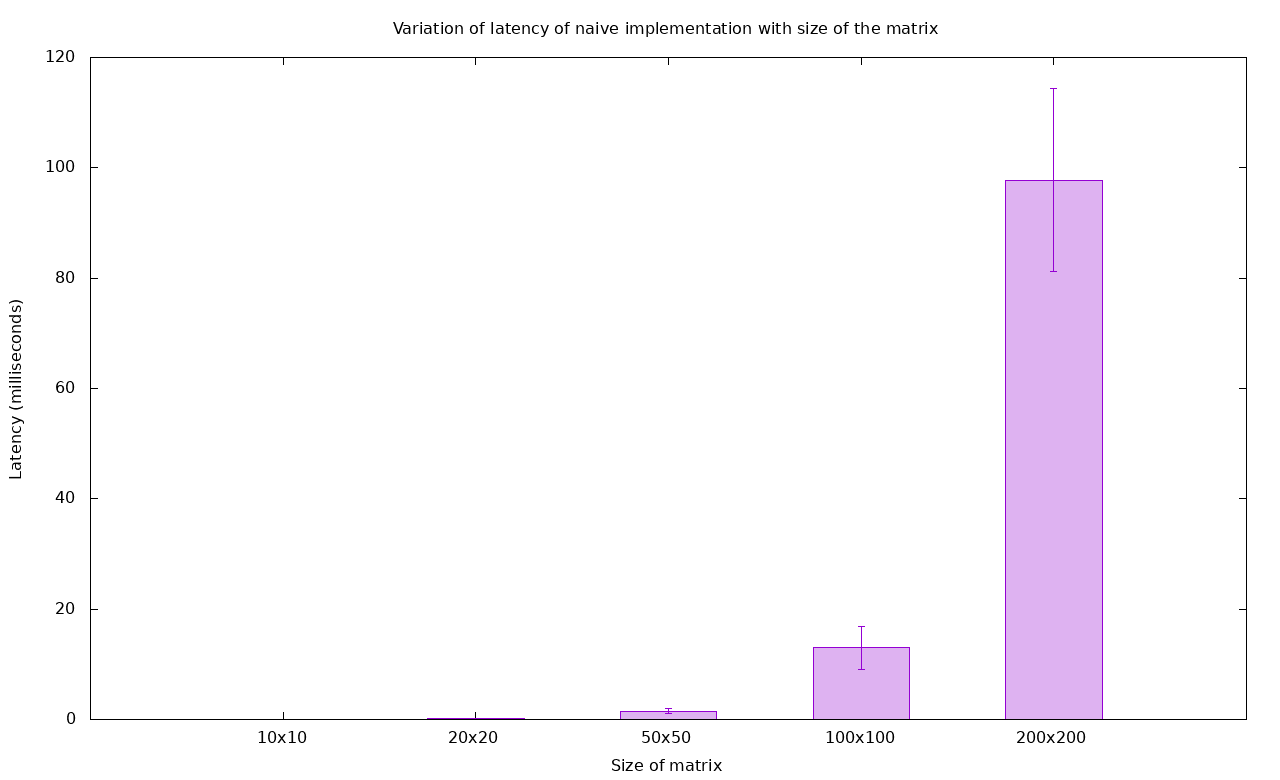 Variation of latency of naive implementation with size of the matrix
120
100
80
60
40
20
0
Latency (milliseconds)
10x10 20x20 50x50 100x100 200x200
Size of matrix